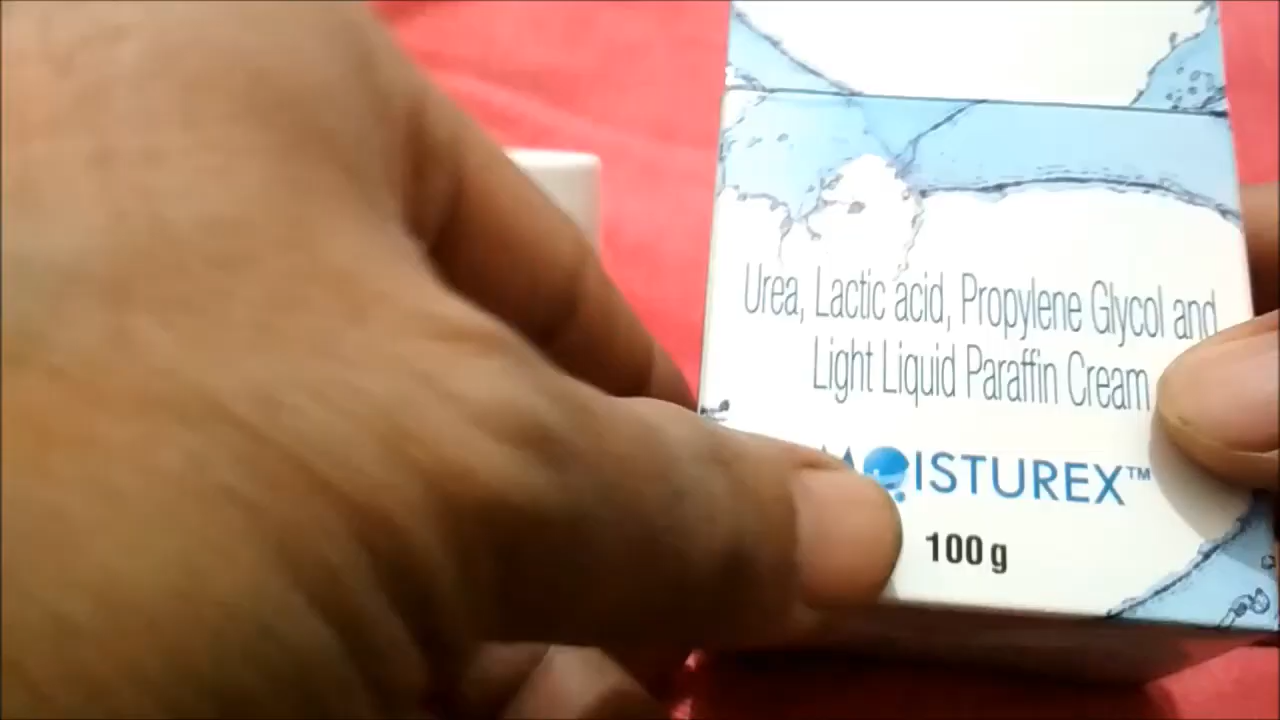 Urea, Lactic acid, Propylene Glycol and
Light Liquid Paraffin Cream
MOISTUREX™
100 g